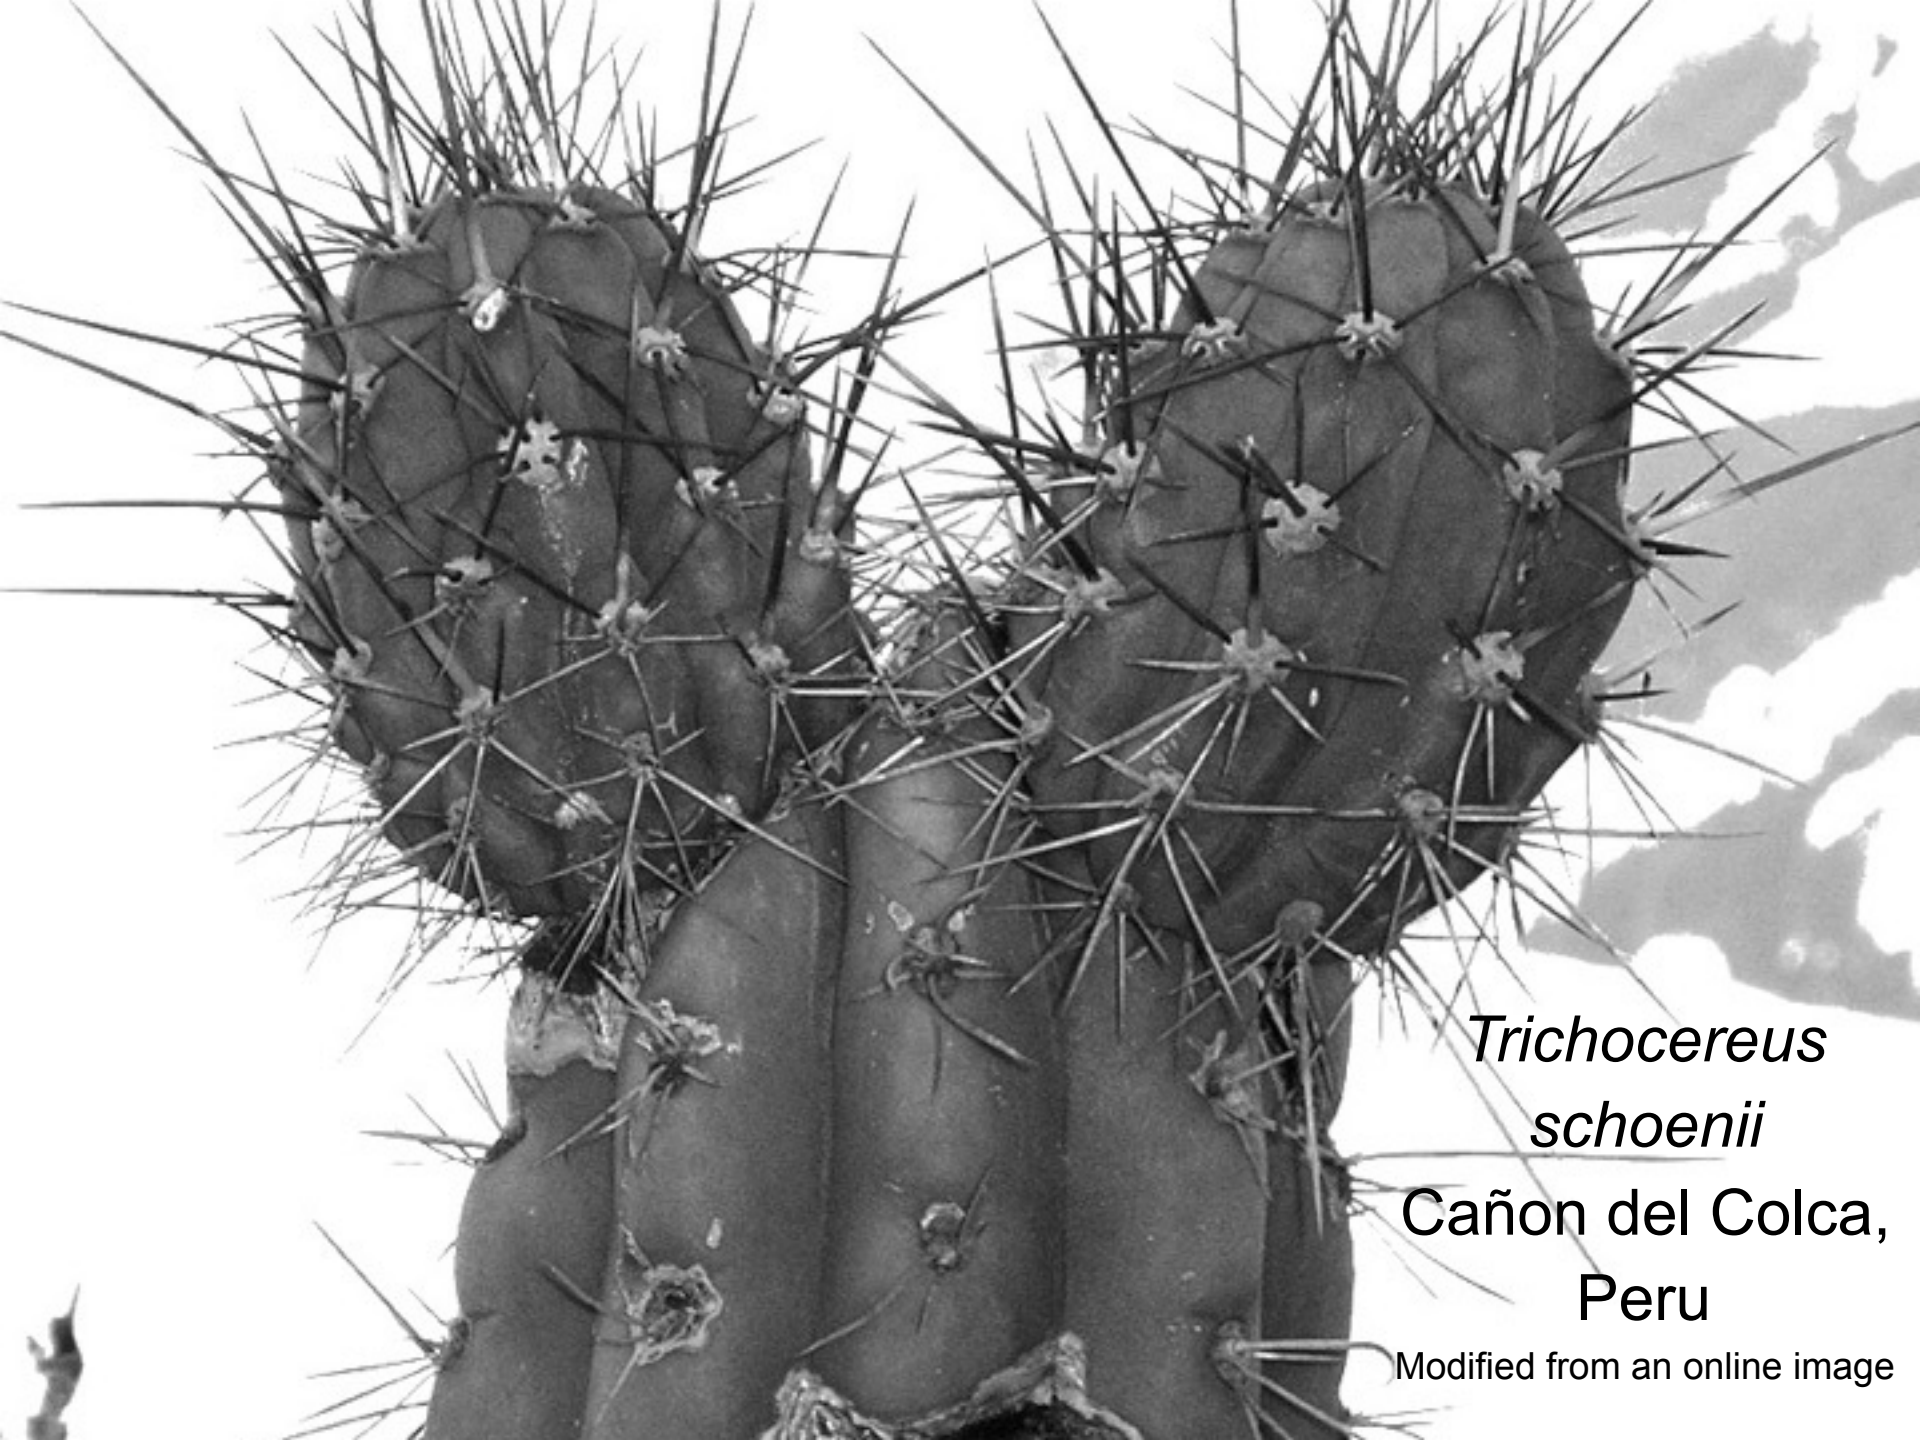 Trichocereus
schoenii
Cañon del Colca,
Peru
Modified from an online image